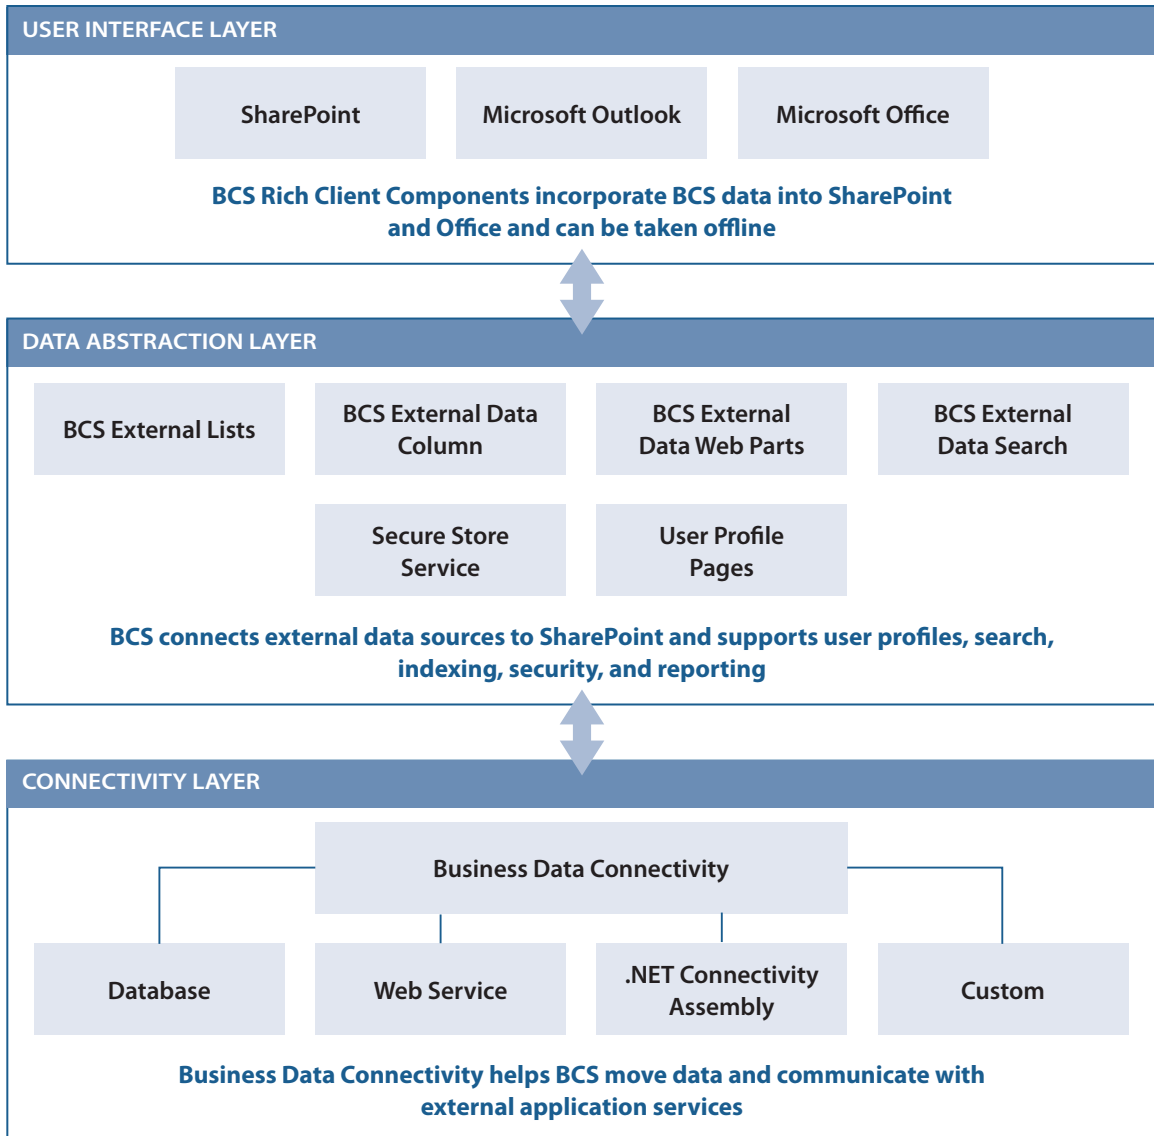 USER INTERFACE LAYER
SharePoint
Microsoft Outlook
Microsoft Office
BCS Rich Client Components incorporate BCS data into SharePoint
and Office and can be taken offline
DATA ABSTRACTION LAYER
BCS External Lists
BCS External Data
Column
BCS External
Data Web Parts
BCS External
Data Search
Secure Store
Service
User Profile
Pages
BCS connects external data sources to SharePoint and supports user profiles, search,
indexing, security, and reporting
CONNECTIVITY LAYER
Business Data Connectivity
Database
Web Service
.NET Connectivity
Assembly
Custom
Business Data Connectivity helps BCS move data and communicate with
external application services